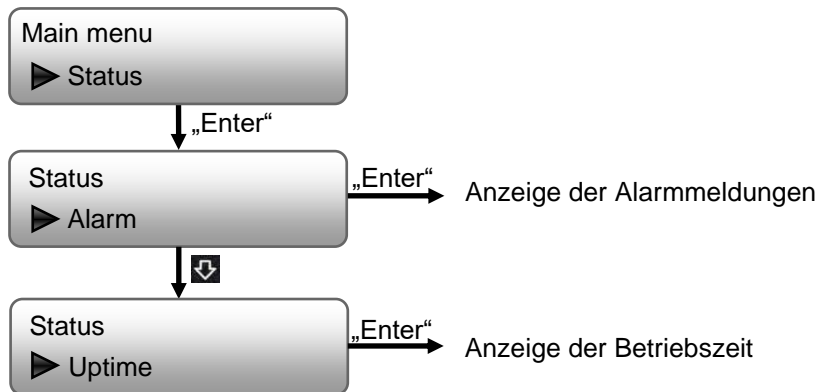 Main menu
Status
„Enter“
Status
Alarm
„Enter“
Anzeige der Alarmmeldungen
Status
Uptime
„Enter“
Anzeige der Betriebszeit